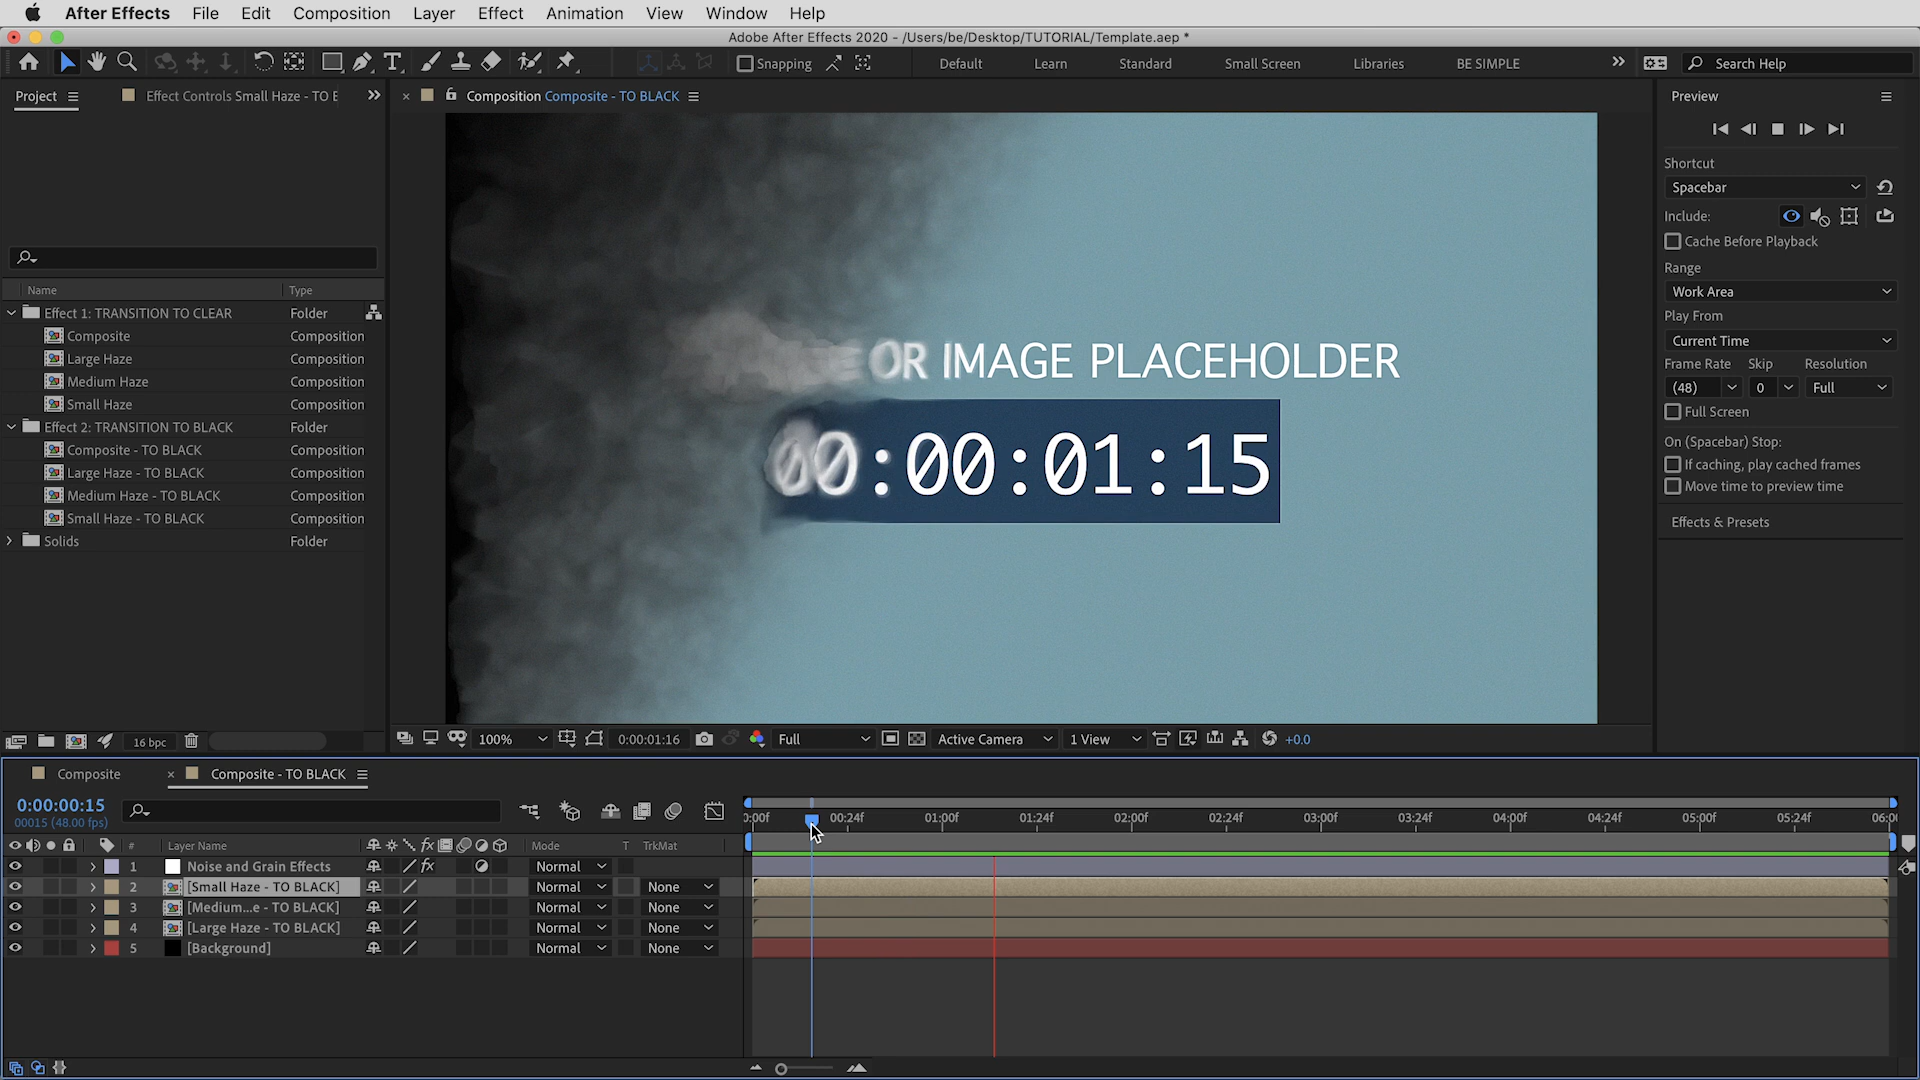 After Effects File Edit Composition Layer Effect Animation View Window Help
Adobe After Effects 2020 - /Users/be/Desktop/TUTORIAL/Template.aep *
Snapping Default Learn Standard Small Screen Libraries BE SIMPLE Search Help
Project Effect Controls Small Haze - TO B
Composition Composite - TO BLACK
Preview
Shortcut
Spacebar
Include:
Cache Before Playback
Range
Work Area
Play From
Current Time
Frame Rate Skip Resolution
(48) 0 Full
Full Screen
On (Spacebar) Stop:
If caching, play cached frames
Move time to preview time
Effects & Presets
Name Type
Effect 1: TRANSITION TO CLEAR Folder
Composite Composition
Large Haze Composition
Medium Haze Composition
Small Haze Composition
Effect 2: TRANSITION TO BLACK Folder
Composite - TO BLACK Composition
Large Haze - TO BLACK Composition
Medium Haze - TO BLACK Composition
Small Haze - TO BLACK Composition
Solids Folder
OR IMAGE PLACEHOLDER
00:00:01:15
16 bpc
100% 0:00:01:16 Full Active Camera 1 View +0.0
Composite Composite - TO BLACK
0:00:00:15
00015 (48.00 fps)
:00f 00:24f 01:00f 01:24f 02:00f 02:24f 03:00f 03:24f 04:00f 04:24f 05:00f 05:24f 06:00
# Layer Name fx Mode T TrkMat
1 Noise and Grain Effects fx Normal
2 [Small Haze - TO BLACK] Normal None
3 [Medium...e - TO BLACK] Normal None
4 [Large Haze - TO BLACK] Normal None
5 [Background] Normal None